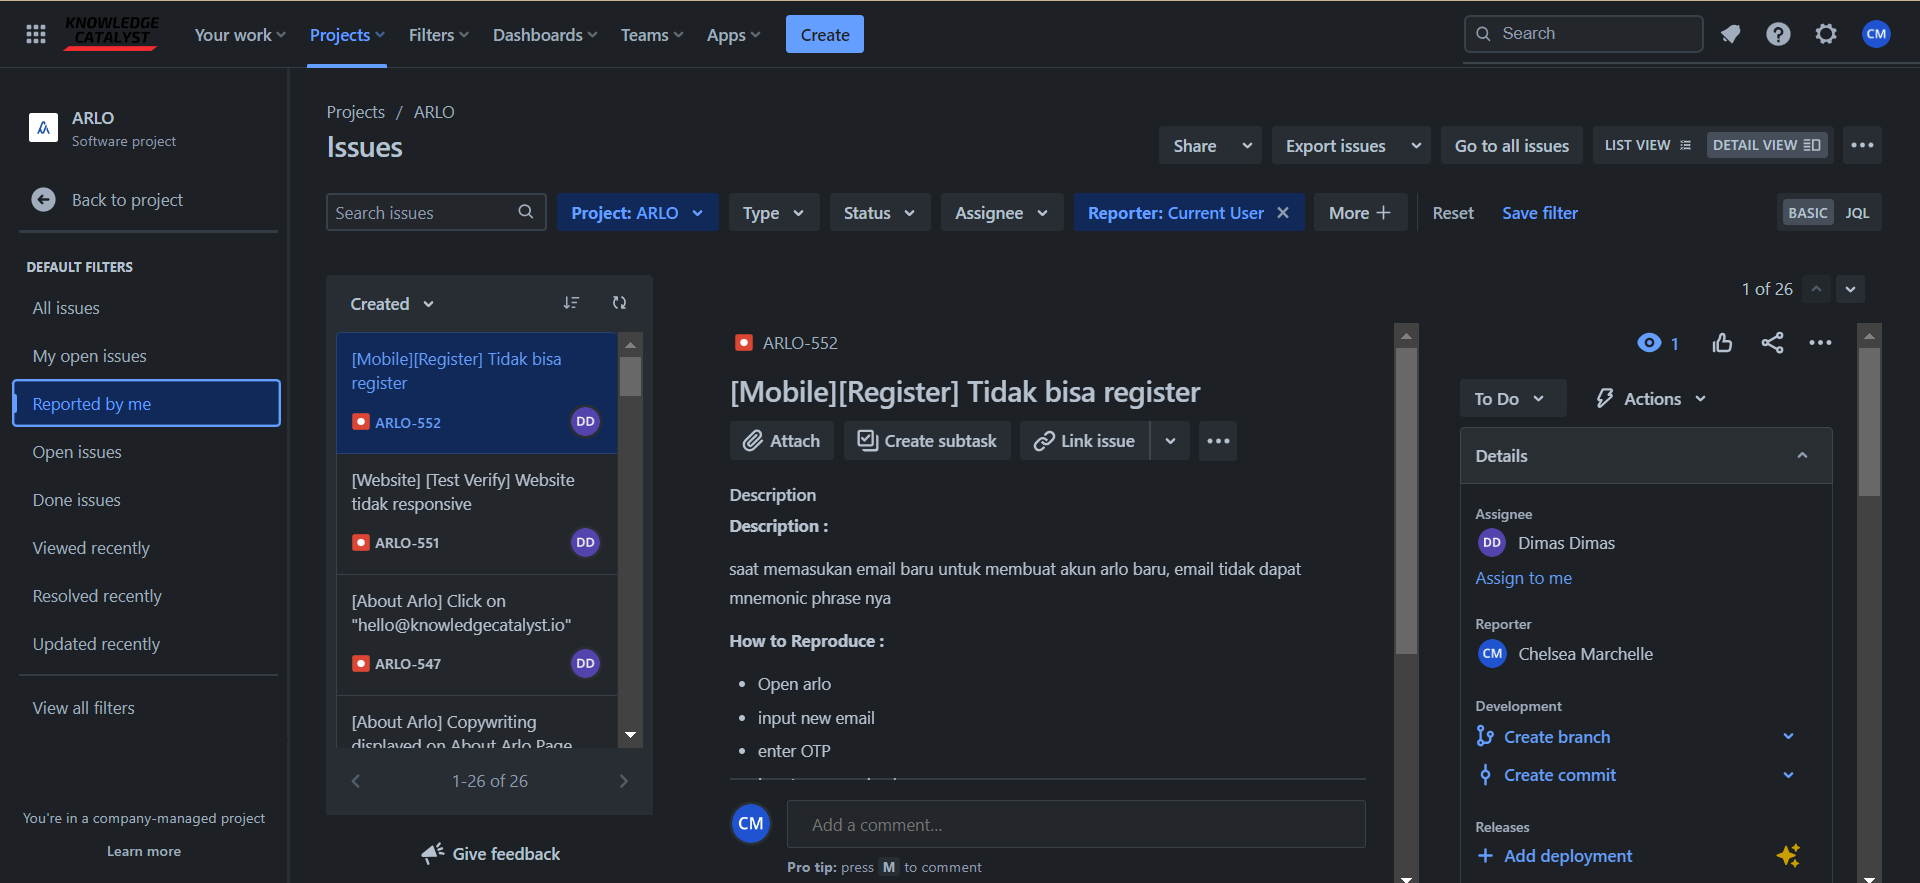 KNOWLEDGE
CATALYST
Your work
Projects
Filters
Dashboards
Teams
Apps
Create
Search
CM
ARLO
Software project
Back to project
DEFAULT FILTERS
All issues
My open issues
Reported by me
Open issues
Done issues
Viewed recently
Resolved recently
Updated recently
View all filters
You're in a company-managed project
Learn more
Projects / ARLO
Issues
Share
Export issues
Go to all issues
LIST VIEW
DETAIL VIEW
Search issues
Project: ARLO
Type
Status
Assignee
Reporter: Current User
More
Reset
Save filter
BASIC
JQL
Created
[Mobile][Register] Tidak bisa
register
ARLO-552
DD
[Website] [Test Verify] Website
tidak responsive
ARLO-551
DD
[About Arlo] Click on
"hello@knowledgecatalyst.io"
ARLO-547
DD
[About Arlo] Copywriting
displayed on About Arlo Page
1-26 of 26
Give feedback
1 of 26
ARLO-552
[Mobile][Register] Tidak bisa register
Attach
Create subtask
Link issue
Description
Description :
saat memasukan email baru untuk membuat akun arlo baru, email tidak dapat
mnemonic phrase nya
How to Reproduce :
• Open arlo
• input new email
• enter OTP
CM
Add a comment...
Pro tip: press M to comment
1
To Do
Actions
Details
Assignee
DD
Dimas Dimas
Assign to me
Reporter
CM
Chelsea Marchelle
Development
Create branch
Create commit
Releases
Add deployment